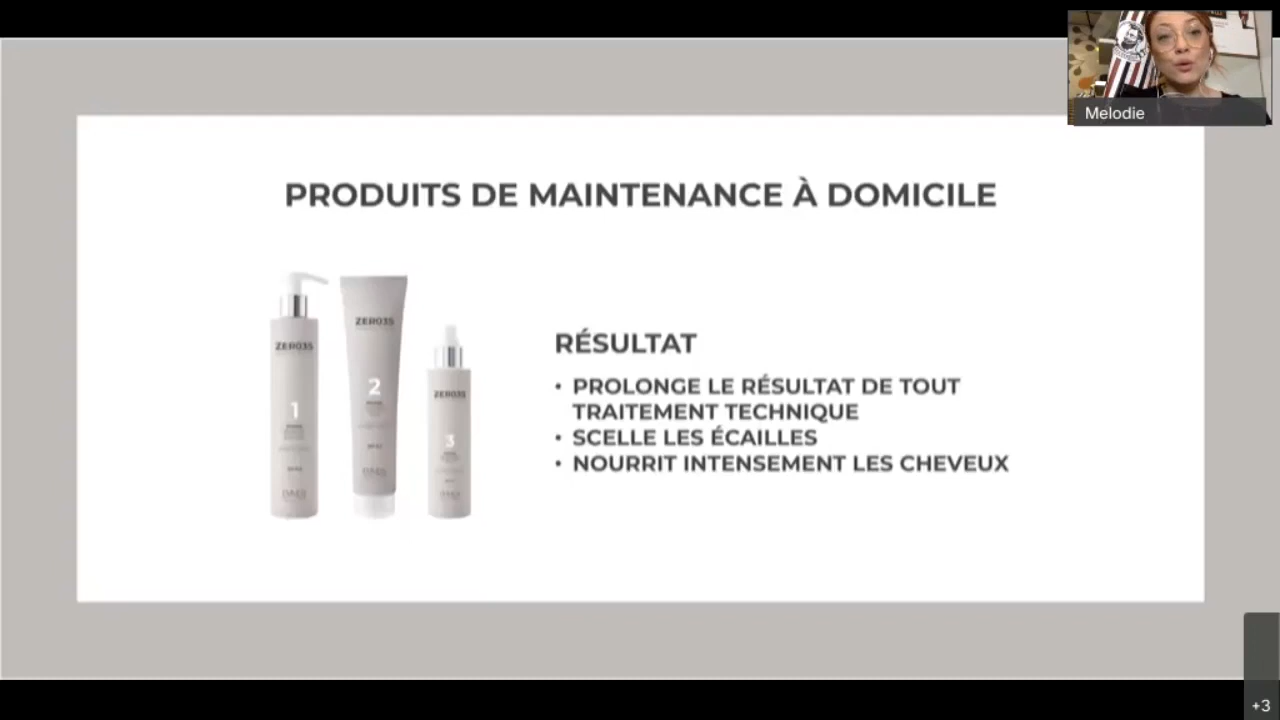 Melodie
PRODUITS DE MAINTENANCE À DOMICILE
ZERO35
ZERO35
ZERO35
1
2
3
RÉSULTAT
• PROLONGE LE RÉSULTAT DE TOUT
TRAITEMENT TECHNIQUE
• SCELLE LES ÉCAILLES
• NOURRIT INTENSEMENT LES CHEVEUX
+3